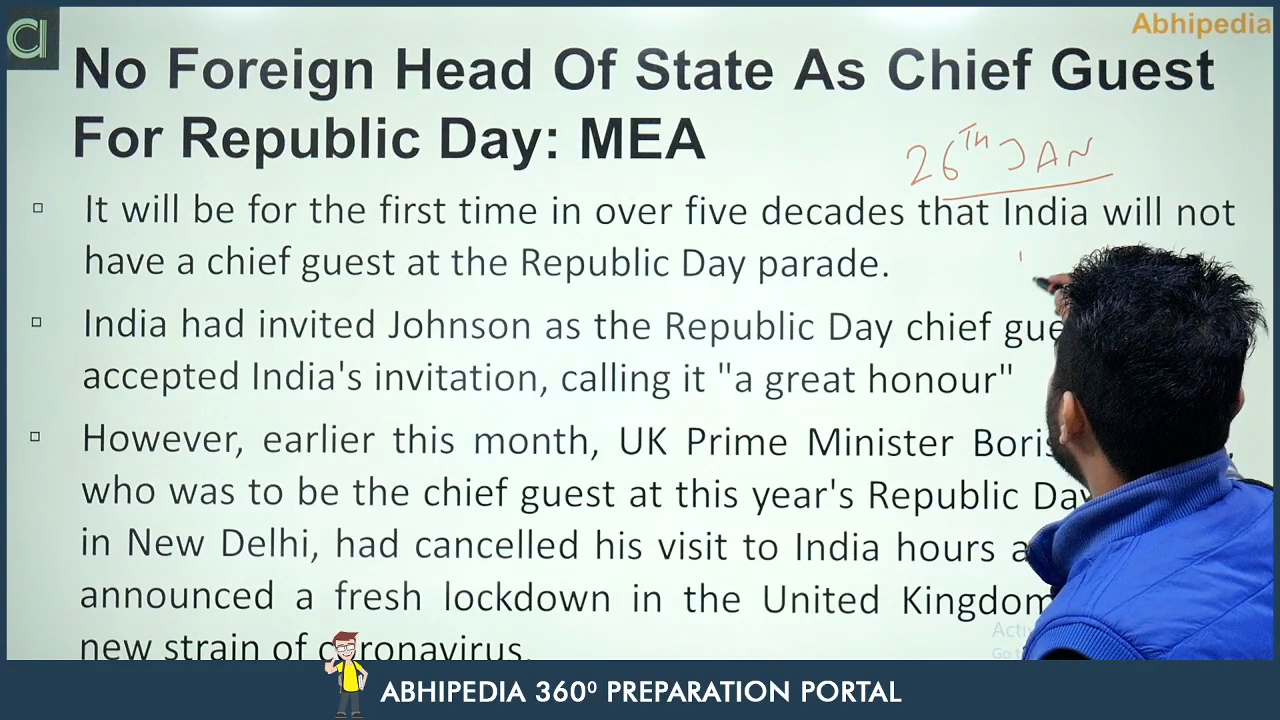 Abhipedia
No Foreign Head Of State As Chief Guest
For Republic Day: MEA
26TH JAN
It will be for the first time in over five decades that India will not
have a chief guest at the Republic Day parade.
India had invited Johnson as the Republic Day chief
accepted India's invitation, calling it "a great honour"
However, earlier this month, UK Prime Minister Boris
who was to be the chief guest at this year's Republic Day
in New Delhi, had cancelled his visit to India hours
announced a fresh lockdown in the United Kingdom
new strain of coronavirus.
ABHIPEDIA 360⁰ PREPARATION PORTAL